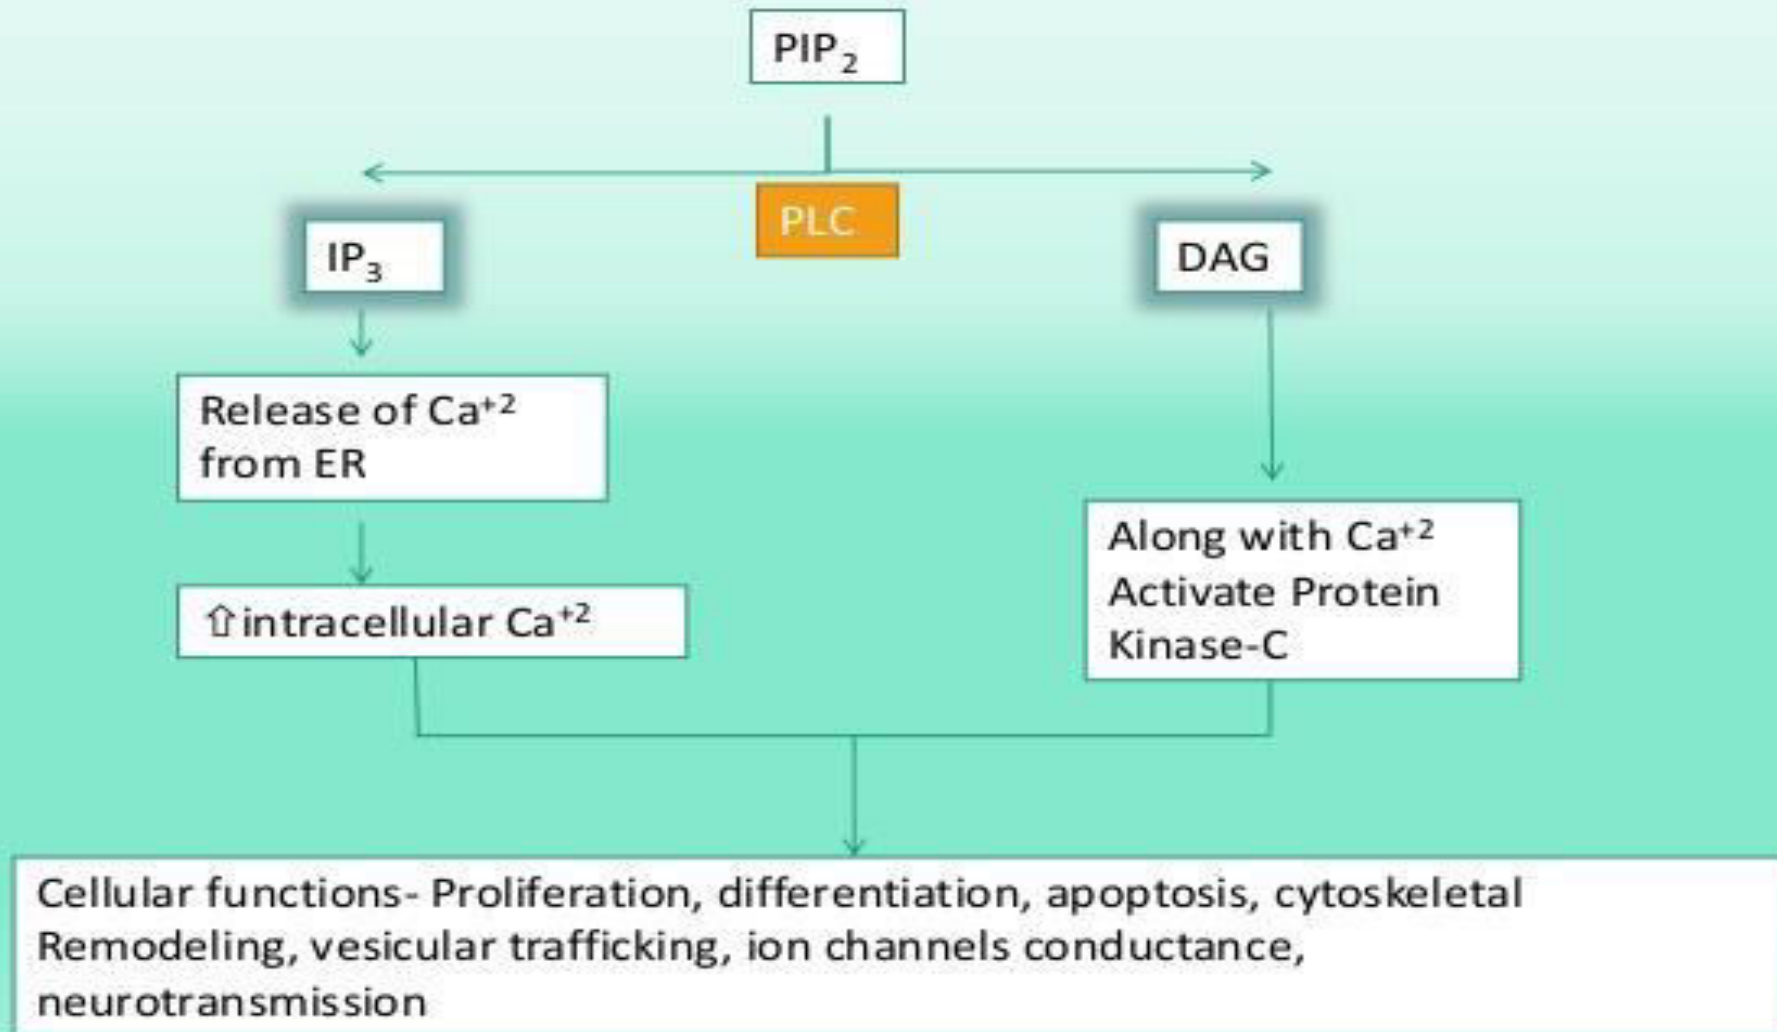 PIP₂
PLC
IP₃
DAG
Release of Ca⁺²
from ER
Along with Ca⁺²
Activate Protein
Kinase-C
⇧intracellular Ca⁺²
Cellular functions- Proliferation, differentiation, apoptosis, cytoskeletal
Remodeling, vesicular trafficking, ion channels conductance,
neurotransmission